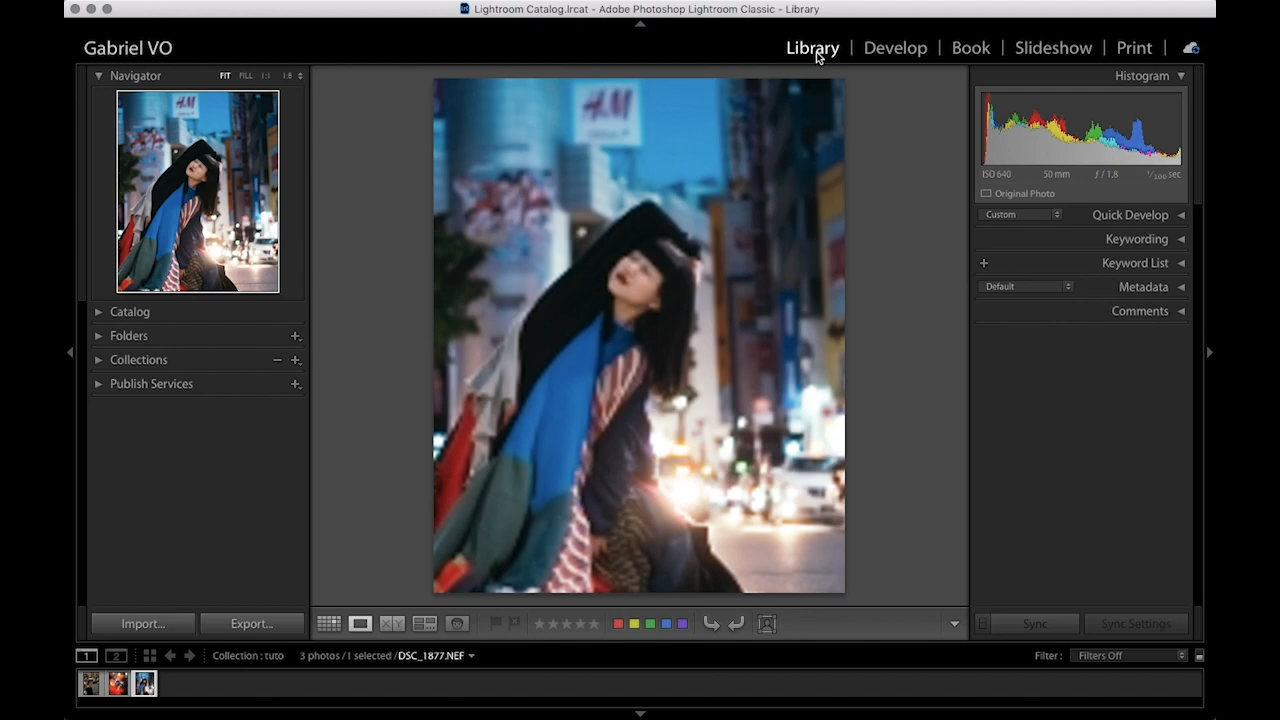 Lightroom Catalog.lrcat - Adobe Photoshop Lightroom Classic - Library
Gabriel VO
Library | Develop | Book | Slideshow | Print |
Navigator FIT FILL 1:1 1:8
Histogram
H&M
ISO 640 50 mm ƒ / 1.8 1/100 sec
Original Photo
Custom Quick Develop
Keywording
+ Keyword List
Default Metadata
Comments
Catalog
Folders +
Collections − +
Publish Services +
Import... Export...
Sync Sync Settings
1 2 Collection : tuto 3 photos / 1 selected / DSC_1877.NEF
Filter : Filters Off